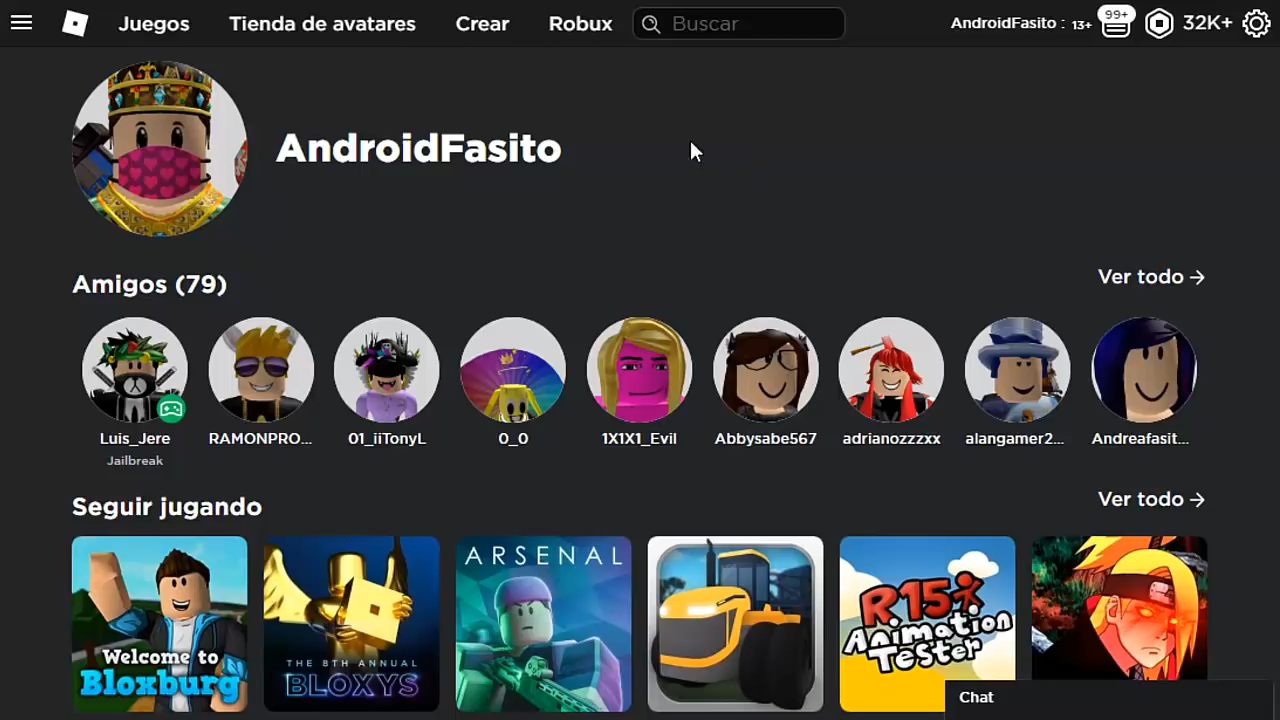 Juegos Tienda de avatares Crear Robux Buscar AndroidFasito : 13+ 99+ 32K+
AndroidFasito
Amigos (79) Ver todo →
Luis_Jere RAMONPRO... 01_iiTonyL 0_0 1X1X1_Evil Abbysabe567 adrianozzzxx alangamer2... Andreafasit...
Jailbreak
Seguir jugando Ver todo →
ARSENAL
R15
Animation
Tester
Welcome to
Bloxburg
THE 8TH ANNUAL
BLOXYS
Chat